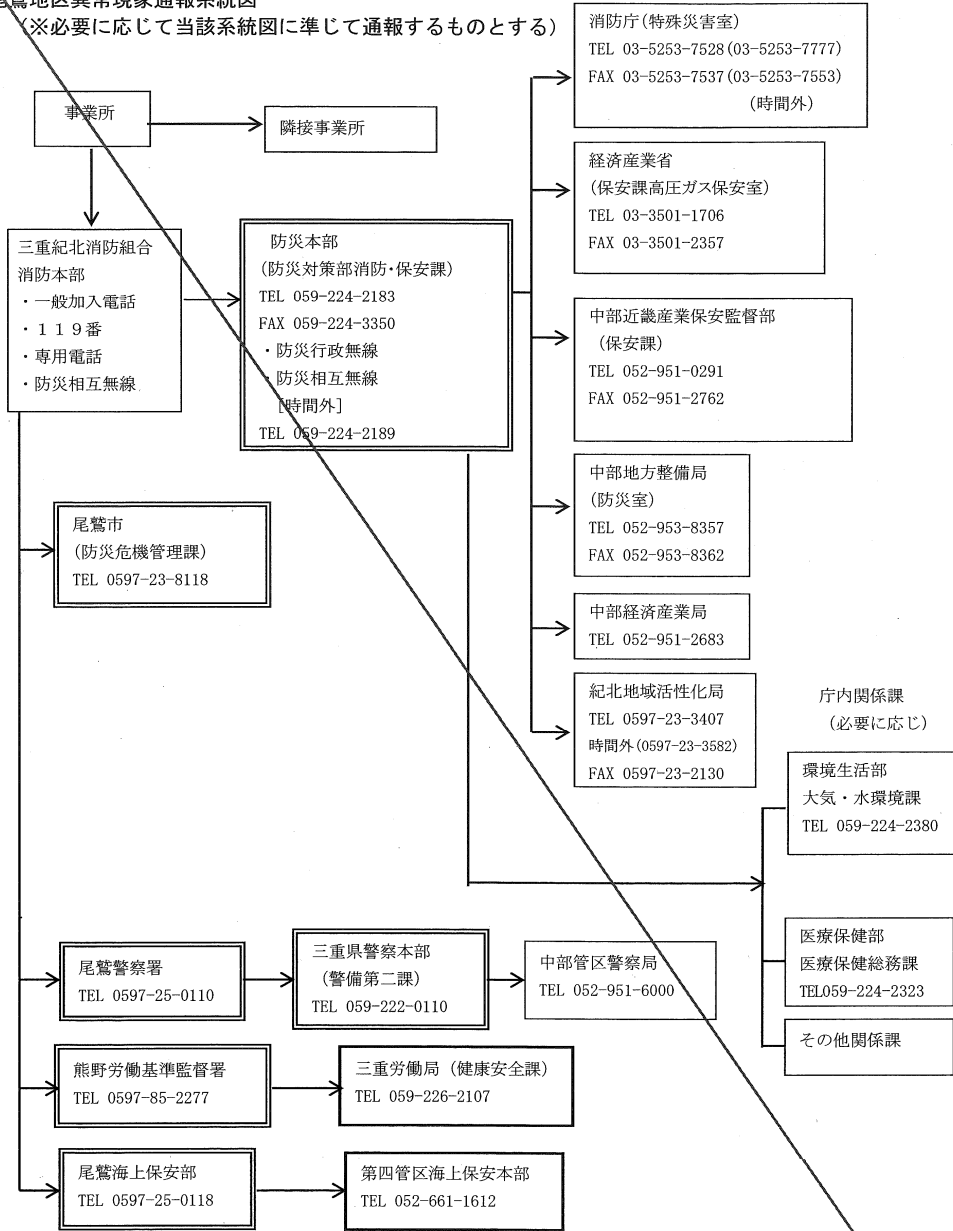 尾鷲地区異常現象通報系統図
(※必要に応じて当該系統図に準じて通報するものとする)
事業所
隣接事業所
三重紀北消防組合
消防本部
・一般加入電話
・119番
・専用電話
・防災相互無線
防災本部
(防災対策部消防・保安課)
TEL 059-224-2183
FAX 059-224-3350
・防災行政無線
・防災相互無線
[時間外]
TEL 059-224-2189
消防庁(特殊災害室)
TEL 03-5253-7528(03-5253-7777)
FAX 03-5253-7537(03-5253-7553)
(時間外)
経済産業省
(保安課高圧ガス保安室)
TEL 03-3501-1706
FAX 03-3501-2357
中部近畿産業保安監督部
(保安課)
TEL 052-951-0291
FAX 052-951-2762
中部地方整備局
(防災室)
TEL 052-953-8357
FAX 052-953-8362
中部経済産業局
TEL 052-951-2683
紀北地域活性化局
TEL 0597-23-3407
時間外(0597-23-3582)
FAX 0597-23-2130
尾鷲市
(防災危機管理課)
TEL 0597-23-8118
庁内関係課
(必要に応じ)
環境生活部
大気・水環境課
TEL 059-224-2380
医療保健部
医療保健総務課
TEL059-224-2323
その他関係課
尾鷲警察署
TEL 0597-25-0110
三重県警察本部
(警備第二課)
TEL 059-222-0110
中部管区警察局
TEL 052-951-6000
熊野労働基準監督署
TEL 0597-85-2277
三重労働局(健康安全課)
TEL 059-226-2107
尾鷲海上保安部
TEL 0597-25-0118
第四管区海上保安本部
TEL 052-661-1612